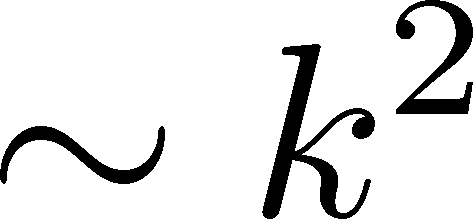 ∼ k²